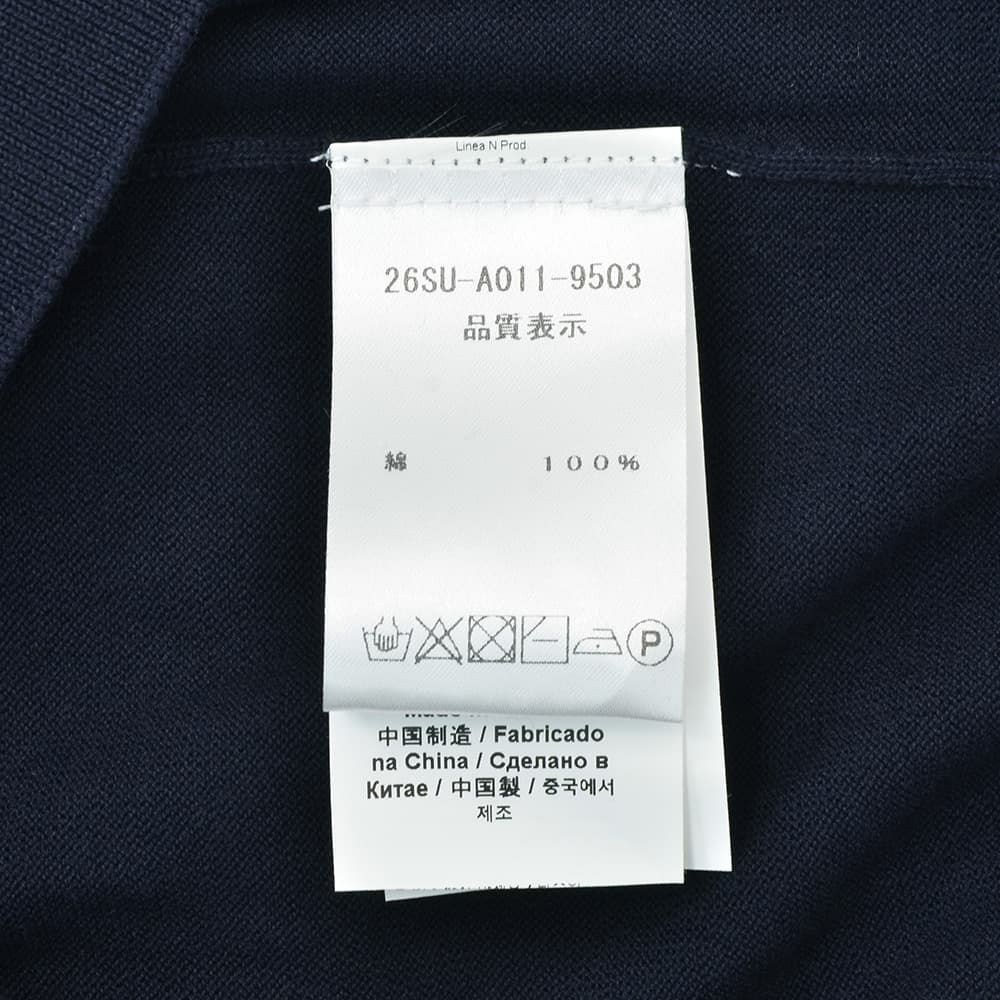 Linea N Prod.
26SU-A011-9503
品質表示
綿 100%
P
中国制造 / Fabricado
na China / Сделано в
Китае / 中国製 / 중국에서
제조